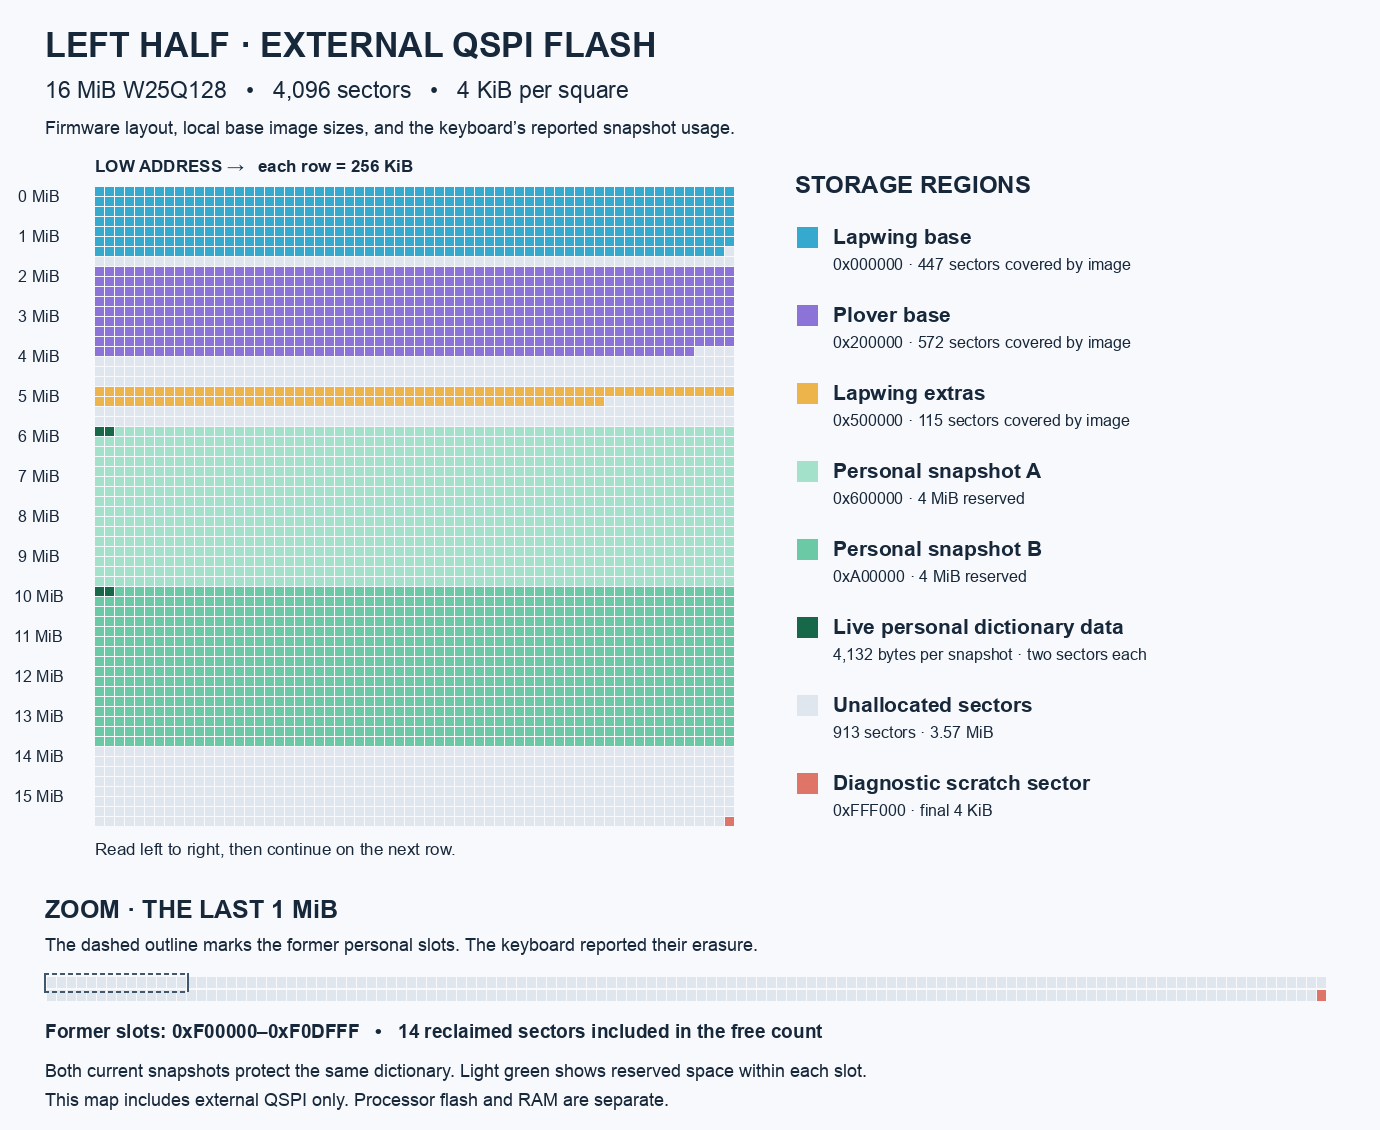 LEFT HALF · EXTERNAL QSPI FLASH
16 MiB W25Q128 • 4,096 sectors • 4 KiB per square
Firmware layout, local base image sizes, and the keyboard’s reported snapshot usage.
LOW ADDRESS → each row = 256 KiB
0 MiB
1 MiB
2 MiB
3 MiB
4 MiB
5 MiB
6 MiB
7 MiB
8 MiB
9 MiB
10 MiB
11 MiB
12 MiB
13 MiB
14 MiB
15 MiB
Read left to right, then continue on the next row.
STORAGE REGIONS
Lapwing base
0x000000 · 447 sectors covered by image
Plover base
0x200000 · 572 sectors covered by image
Lapwing extras
0x500000 · 115 sectors covered by image
Personal snapshot A
0x600000 · 4 MiB reserved
Personal snapshot B
0xA00000 · 4 MiB reserved
Live personal dictionary data
4,132 bytes per snapshot · two sectors each
Unallocated sectors
913 sectors · 3.57 MiB
Diagnostic scratch sector
0xFFF000 · final 4 KiB
ZOOM · THE LAST 1 MiB
The dashed outline marks the former personal slots. The keyboard reported their erasure.
Former slots: 0xF00000–0xF0DFFF • 14 reclaimed sectors included in the free count
Both current snapshots protect the same dictionary. Light green shows reserved space within each slot.
This map includes external QSPI only. Processor flash and RAM are separate.